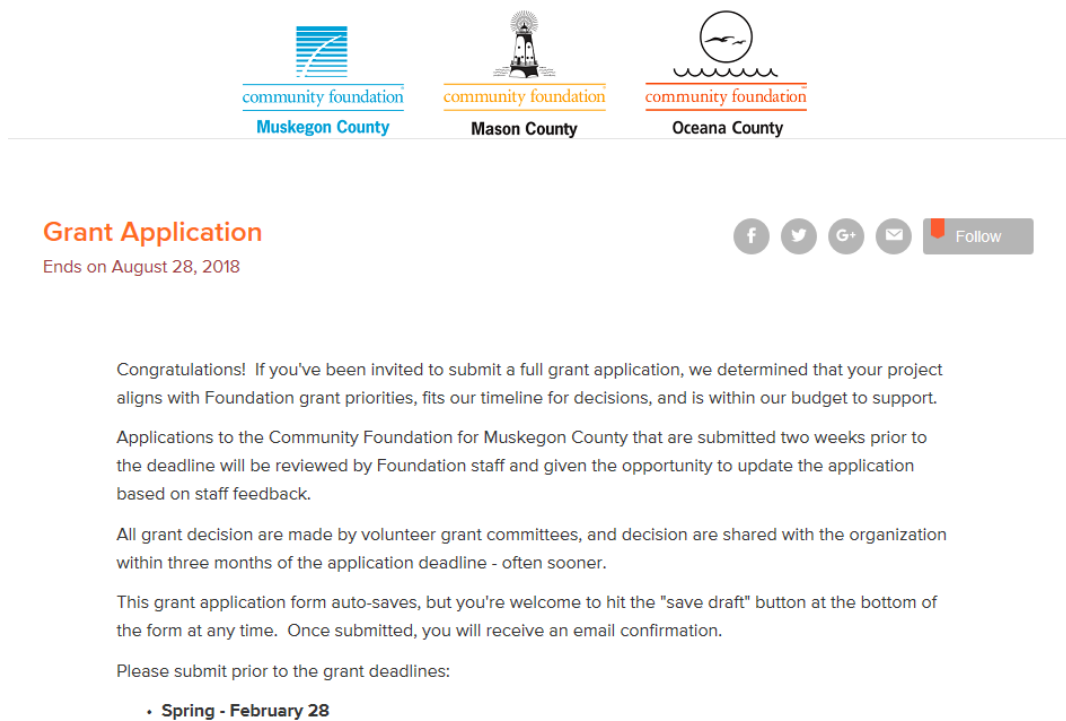 community foundation
Muskegon County
community foundation
Mason County
community foundation
Oceana County
Grant Application
Ends on August 28, 2018
f
G+
Follow
Congratulations!  If you've been invited to submit a full grant application, we determined that your project
aligns with Foundation grant priorities, fits our timeline for decisions, and is within our budget to support.
Applications to the Community Foundation for Muskegon County that are submitted two weeks prior to
the deadline will be reviewed by Foundation staff and given the opportunity to update the application
based on staff feedback.
All grant decision are made by volunteer grant committees, and decision are shared with the organization
within three months of the application deadline - often sooner.
This grant application form auto-saves, but you're welcome to hit the "save draft" button at the bottom of
the form at any time.  Once submitted, you will receive an email confirmation.
Please submit prior to the grant deadlines:
• Spring - February 28